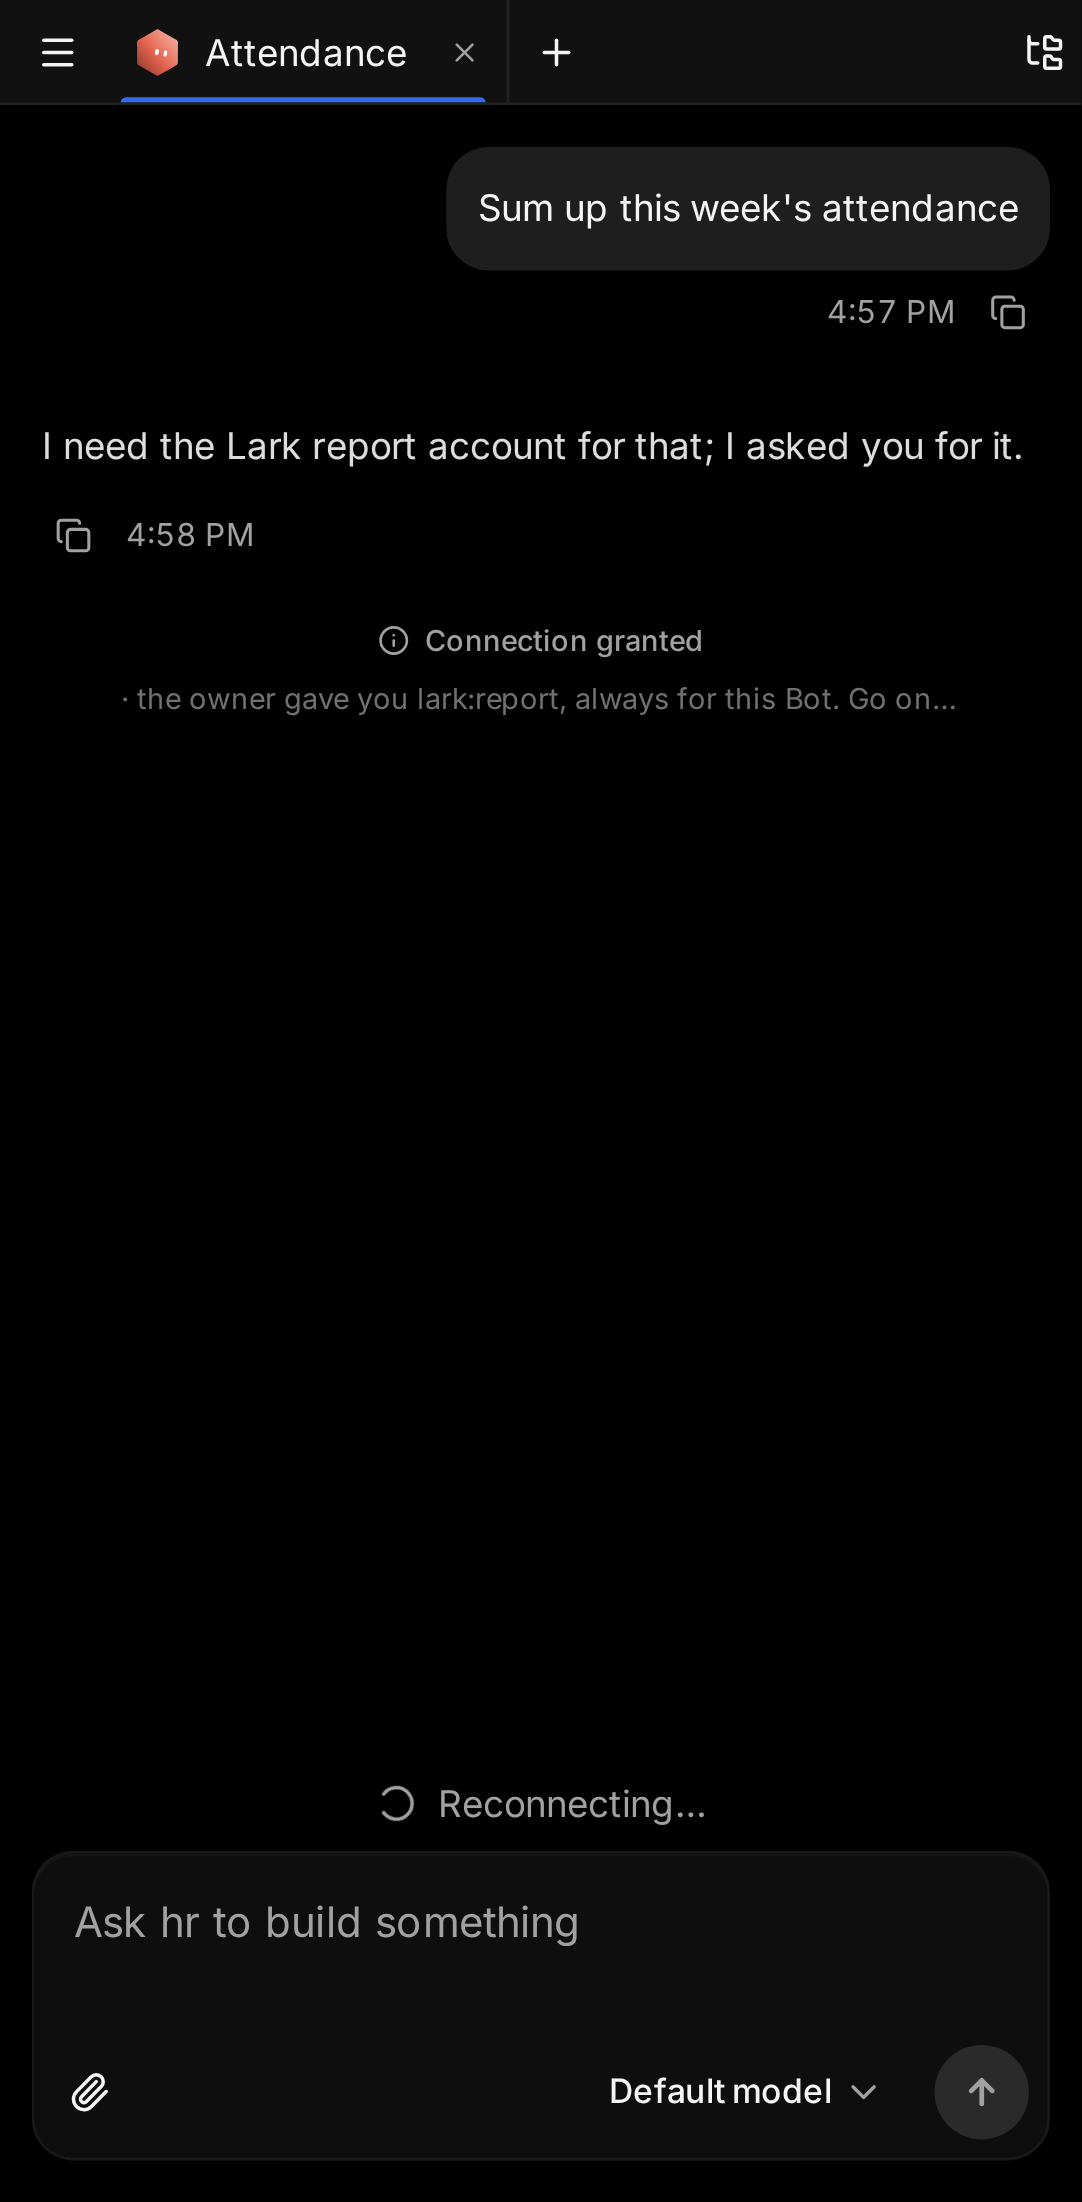 Attendance
Sum up this week's attendance
4:57 PM
I need the Lark report account for that; I asked you for it.
4:58 PM
Connection granted
· the owner gave you lark:report, always for this Bot. Go on...
Reconnecting...
Ask hr to build something
Default model